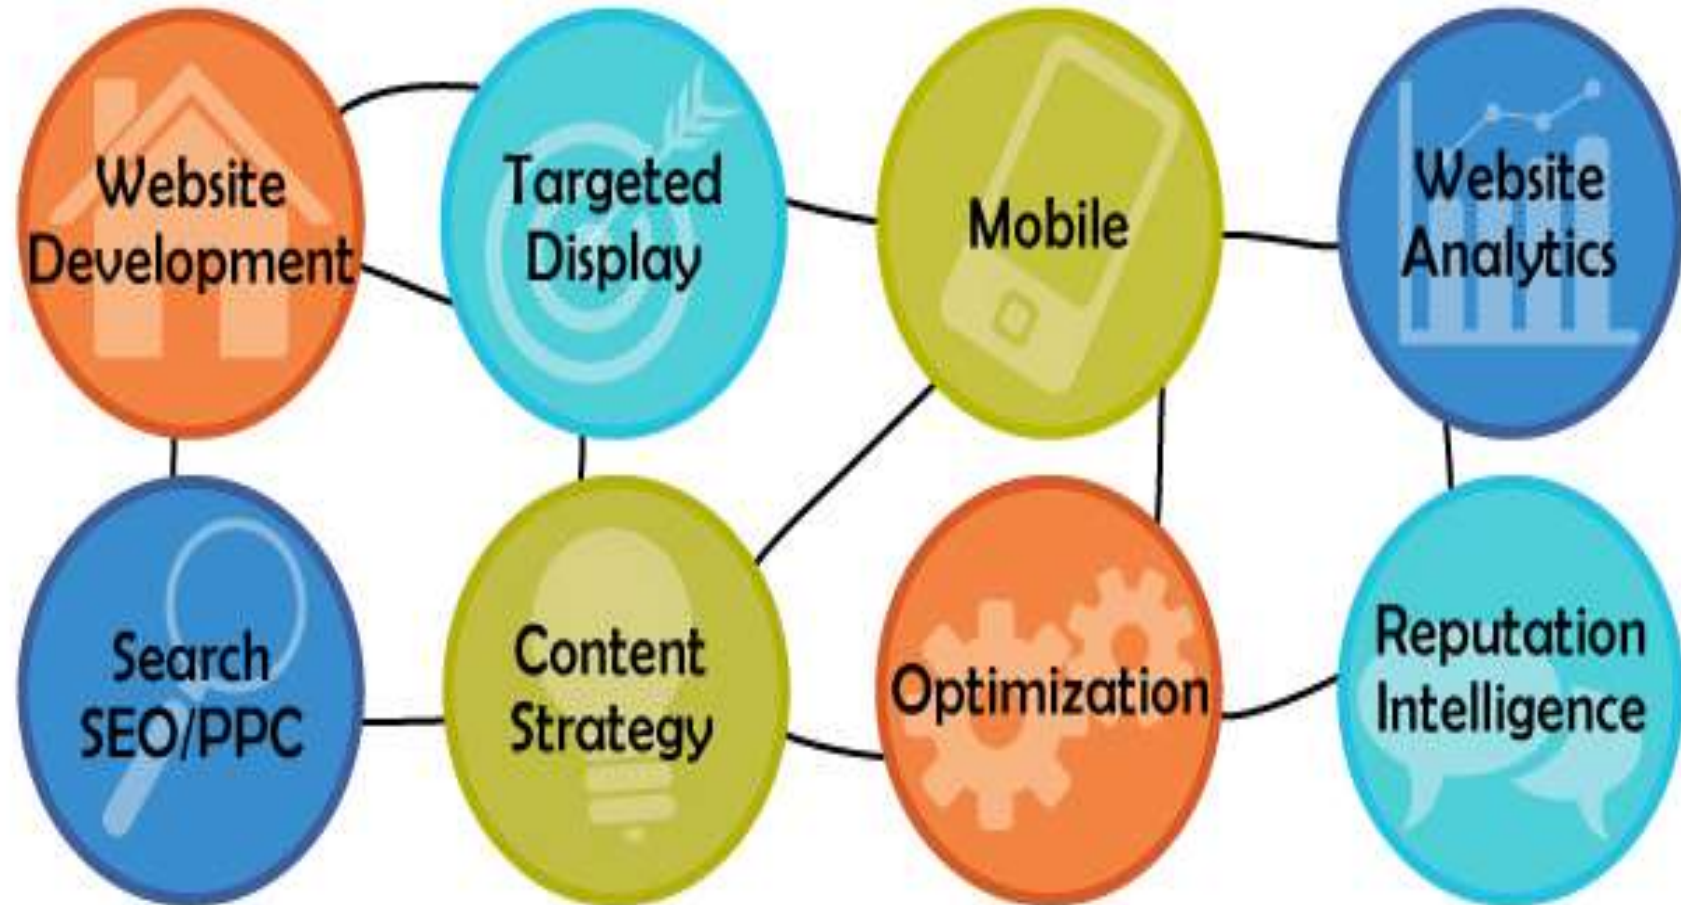 Website
Development
Targeted
Display
Mobile
Website
Analytics
Search
SEO/PPC
Content
Strategy
Optimization
Reputation
Intelligence